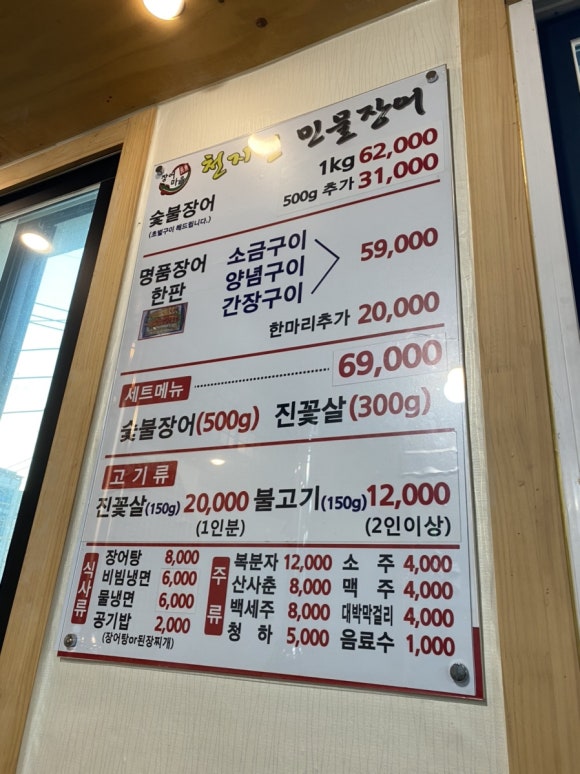 장어마을
천지연 민물장어
숯불장어 1kg 62,000
(초벌구이 해드립니다.) 500g 추가 31,000
명품장어 한판
소금구이
양념구이 59,000
간장구이
한마리추가 20,000
세트메뉴 69,000
숯불장어(500g) 진꽃살(300g)
고기류
진꽃살(150g) 20,000 불고기(150g) 12,000
(1인분) (2인이상)
식사류
장어탕 8,000
비빔냉면 6,000
물냉면 6,000
공기밥 2,000
(장어탕or된장찌개)
주류
복분자 12,000 소주 4,000
산사춘 8,000 맥주 4,000
백세주 8,000 대박막걸리 4,000
청하 5,000 음료수 1,000